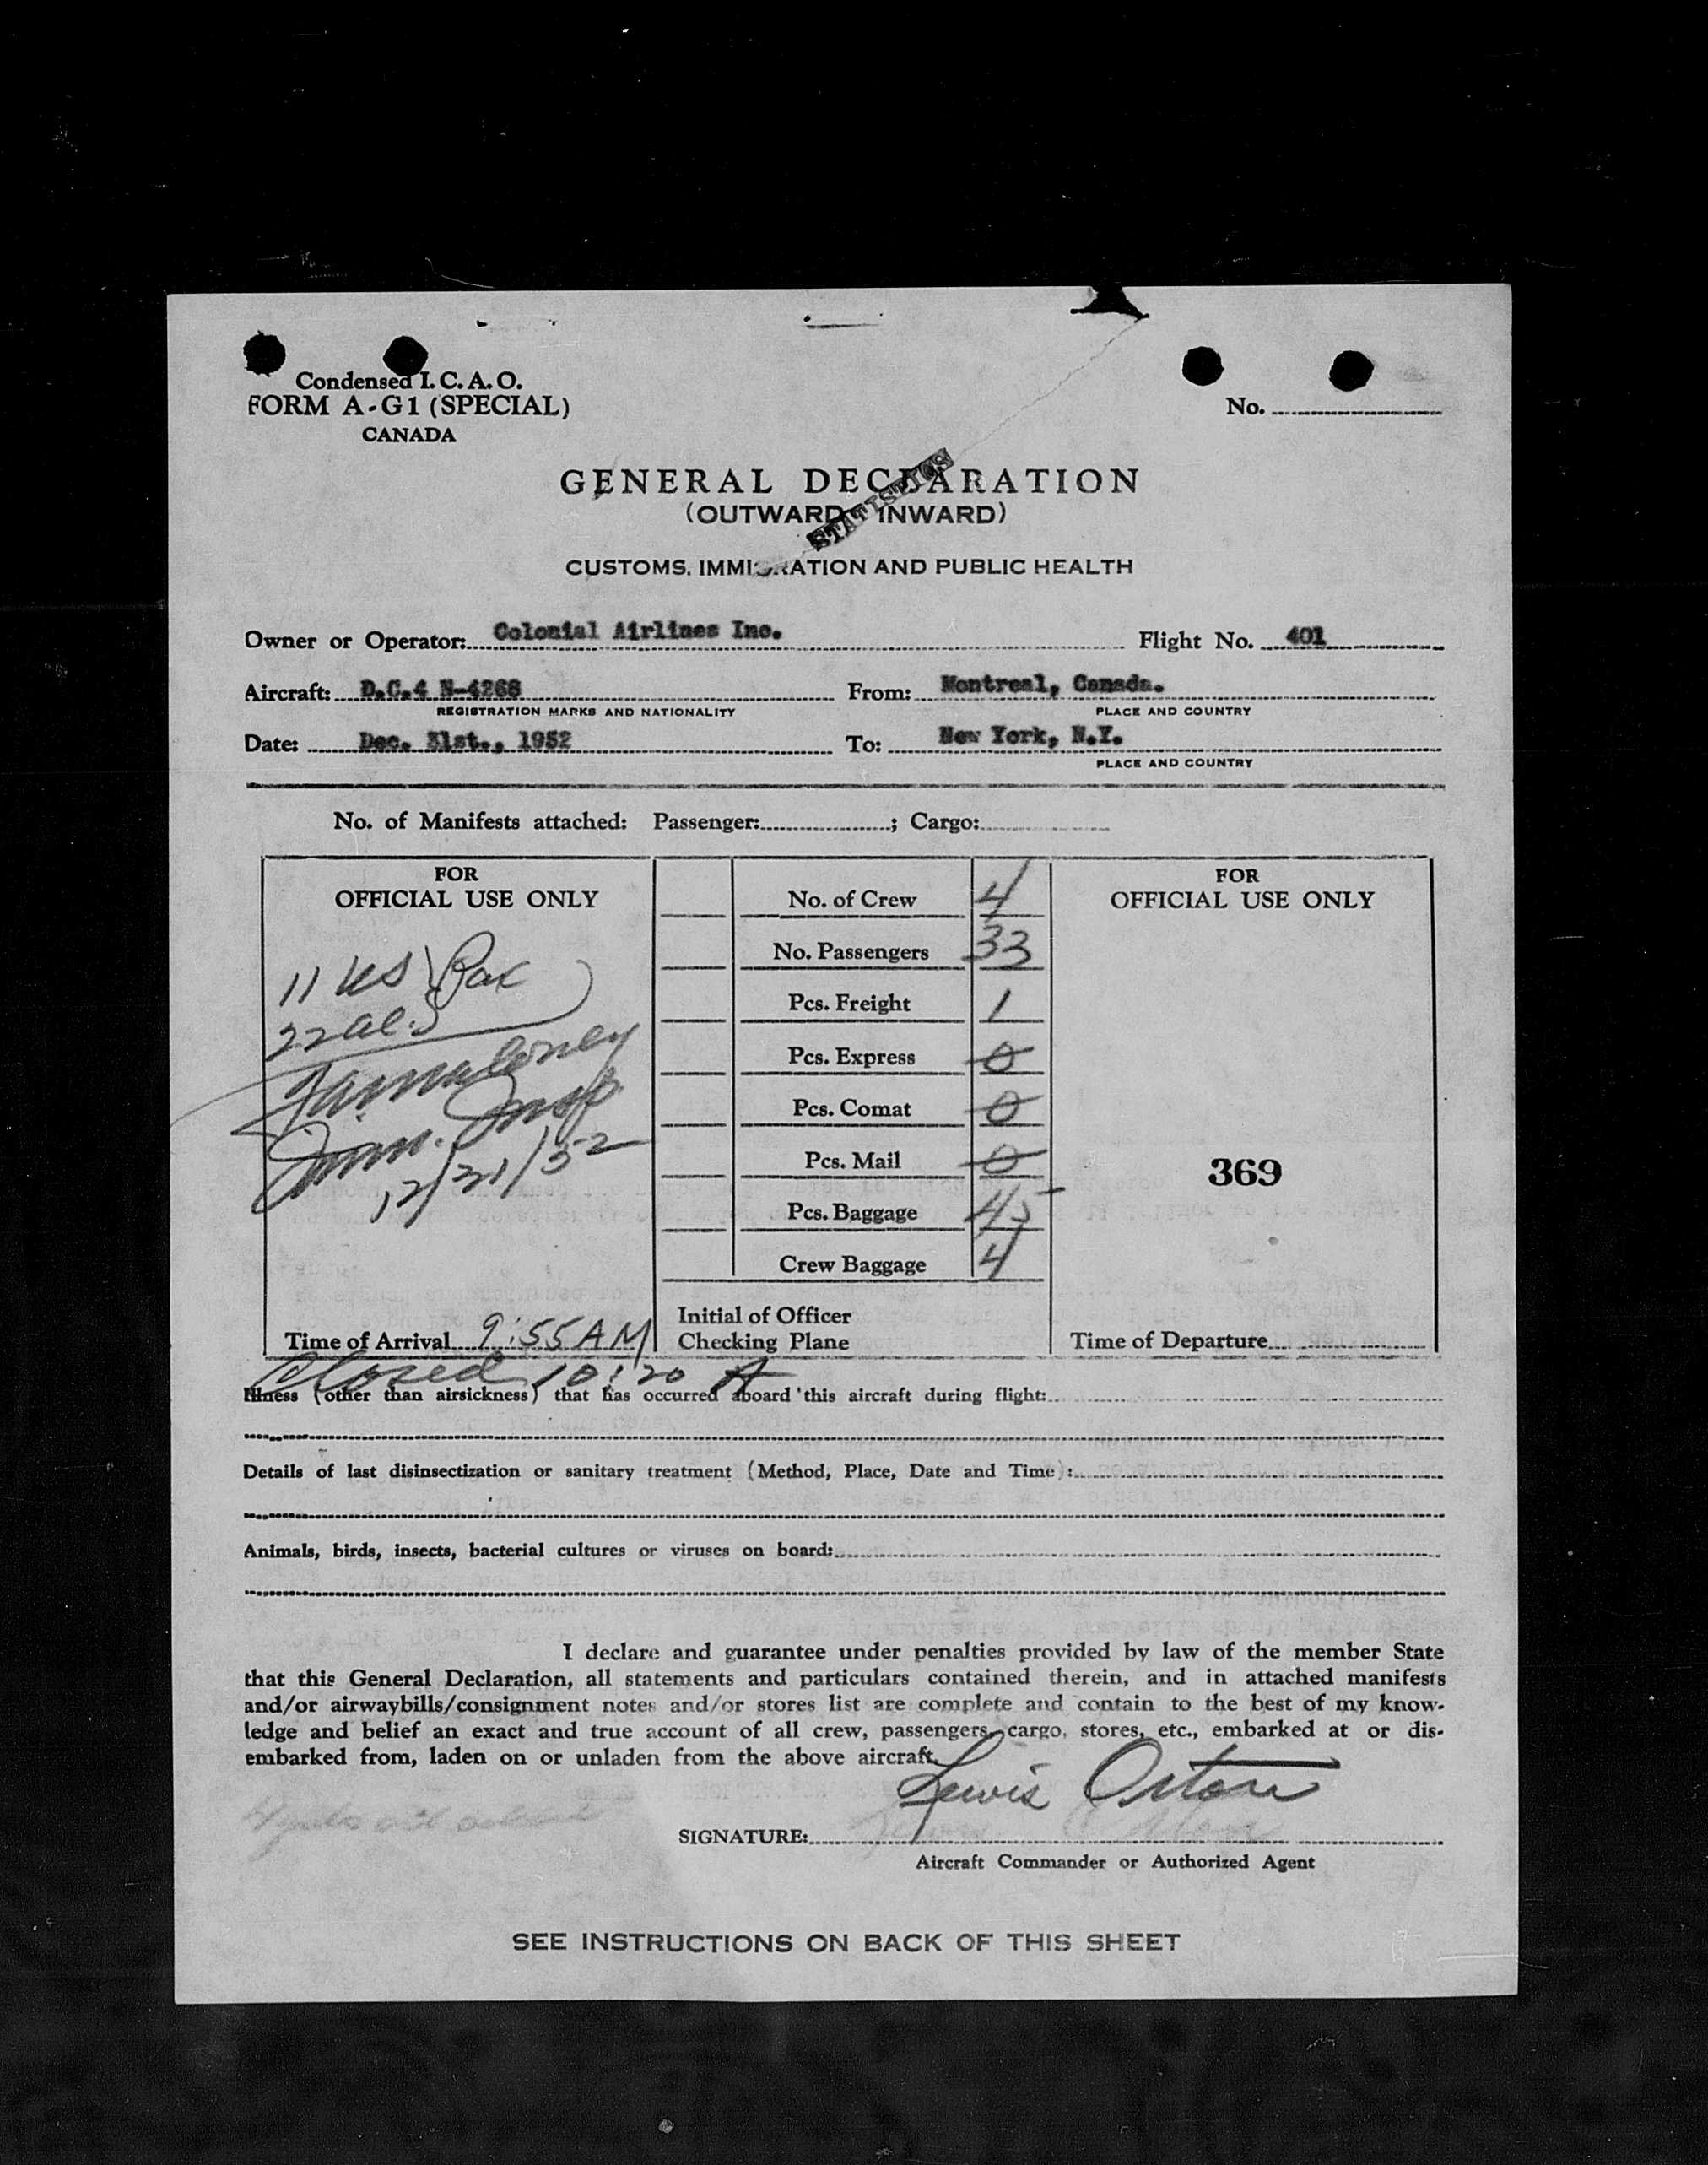 Condensed I. C. A. O.
FORM A-G1 (SPECIAL)
CANADA
No.
GENERAL DECLARATION
(OUTWARD INWARD)
STATISTICS
CUSTOMS, IMMIGRATION AND PUBLIC HEALTH
Owner or Operator: Colonial Airlines Inc. Flight No. 401
Aircraft: D.C.4 N-4268 From: Montreal, Canada.
REGISTRATION MARKS AND NATIONALITY PLACE AND COUNTRY
Date: Dec. 31st., 1952 To: New York, N.Y.
PLACE AND COUNTRY
No. of Manifests attached: Passenger: ; Cargo:
FOR
OFFICIAL USE ONLY
11 US Pax
22 al.s
Imm. Insp.
12/31/52
Time of Arrival 9:55 AM
Closed 10:20 A
No. of Crew 4
No. Passengers 33
Pcs. Freight 1
Pcs. Express 0
Pcs. Comat 0
Pcs. Mail 0
Pcs. Baggage 45
Crew Baggage 4
Initial of Officer
Checking Plane
FOR
OFFICIAL USE ONLY
369
Time of Departure
Illness (other than airsickness) that has occurred aboard this aircraft during flight:
Details of last disinsectization or sanitary treatment (Method, Place, Date and Time):
Animals, birds, insects, bacterial cultures or viruses on board:
I declare and guarantee under penalties provided by law of the member State
that this General Declaration, all statements and particulars contained therein, and in attached manifests
and/or airwaybills/consignment notes and/or stores list are complete and contain to the best of my know-
ledge and belief an exact and true account of all crew, passengers, cargo, stores, etc., embarked at or dis-
embarked from, laden on or unladen from the above aircraft.
Lewis Orton
SIGNATURE:
Aircraft Commander or Authorized Agent
SEE INSTRUCTIONS ON BACK OF THIS SHEET